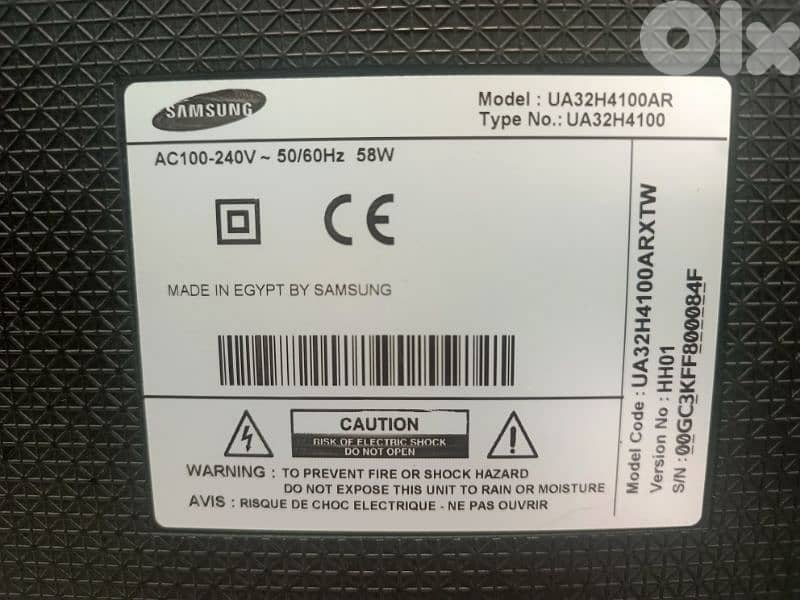 Olx
SAMSUNG
Model : UA32H4100AR
Type No.: UA32H4100
AC100-240V ~ 50/60Hz 58W
CE
MADE IN EGYPT BY SAMSUNG
CAUTION
RISK OF ELECTRIC SHOCK
DO NOT OPEN
WARNING : TO PREVENT FIRE OR SHOCK HAZARD
DO NOT EXPOSE THIS UNIT TO RAIN OR MOISTURE
AVIS : RISQUE DE CHOC ELECTRIQUE - NE PAS OUVRIR
Model Code : UA32H4100ARXTW
Version No : HH01
S/N : 00GC3KFF800084F